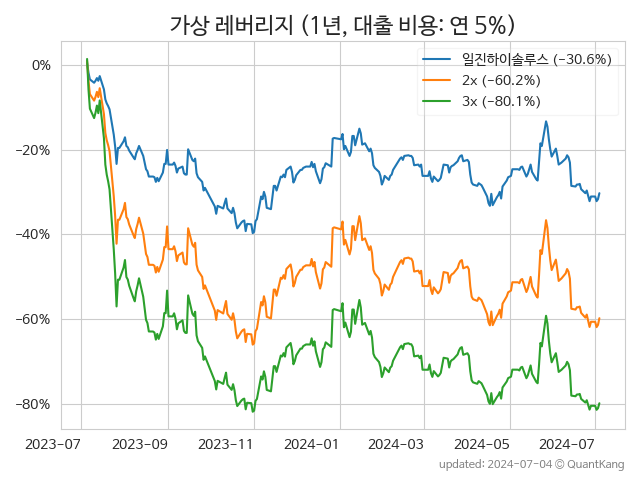 가상 레버리지 (1년, 대출 비용: 연 5%)
일진하이솔루스 (−30.6%)
2x (−60.2%)
3x (−80.1%)
0%
−20%
−40%
−60%
−80%
2023-07 2023-09 2023-11 2024-01 2024-03 2024-05 2024-07
updated: 2024-07-04 © QuantKang